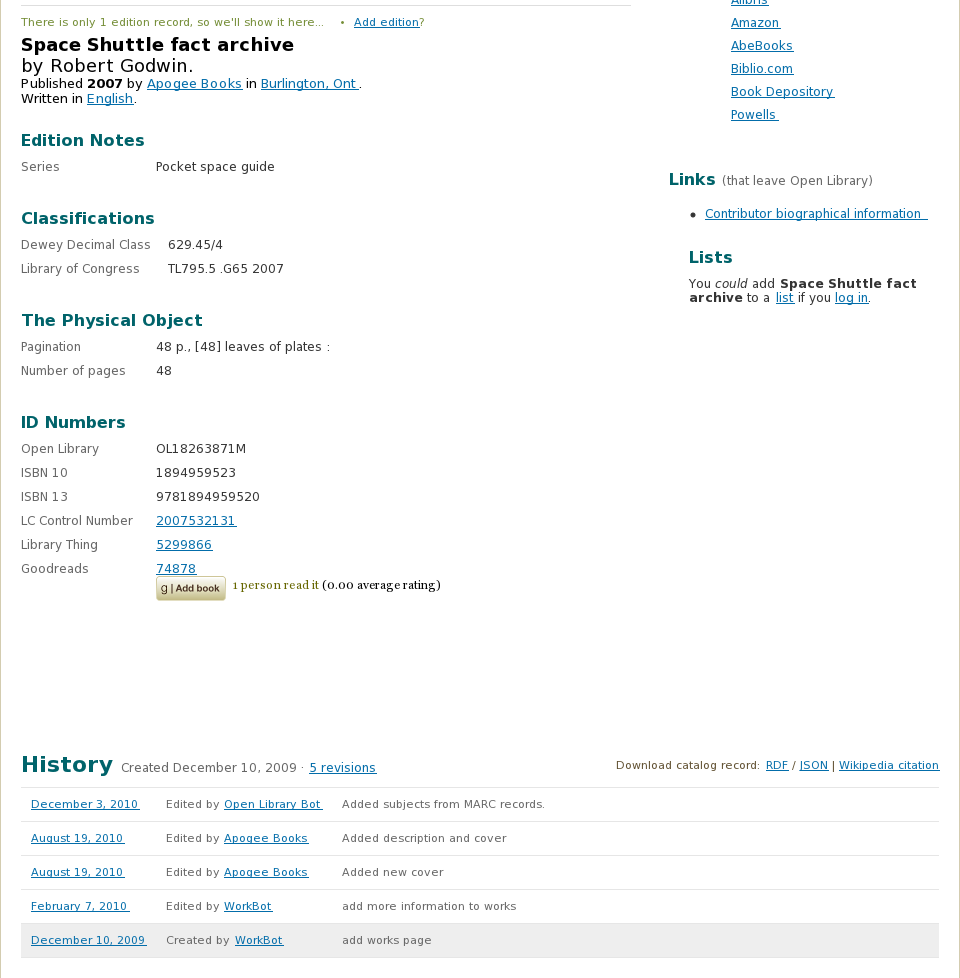 There is only 1 edition record, so we'll show it here... • Add edition?
Space Shuttle fact archive
by Robert Godwin.
Published 2007 by Apogee Books in Burlington, Ont.
Written in English.
Edition Notes
Series Pocket space guide
Classifications
Dewey Decimal Class 629.45/4
Library of Congress TL795.5 .G65 2007
The Physical Object
Pagination 48 p., [48] leaves of plates :
Number of pages 48
ID Numbers
Open Library OL18263871M
ISBN 10 1894959523
ISBN 13 9781894959520
LC Control Number 2007532131
Library Thing 5299866
Goodreads 74878
g | Add book 1 person read it (0.00 average rating)
Alibris
Amazon
AbeBooks
Biblio.com
Book Depository
Powells
Links (that leave Open Library)
• Contributor biographical information
Lists
You could add Space Shuttle fact
archive to a list if you log in.
History Created December 10, 2009 · 5 revisions
Download catalog record: RDF / JSON | Wikipedia citation
December 3, 2010 Edited by Open Library Bot Added subjects from MARC records.
August 19, 2010 Edited by Apogee Books Added description and cover
August 19, 2010 Edited by Apogee Books Added new cover
February 7, 2010 Edited by WorkBot add more information to works
December 10, 2009 Created by WorkBot add works page